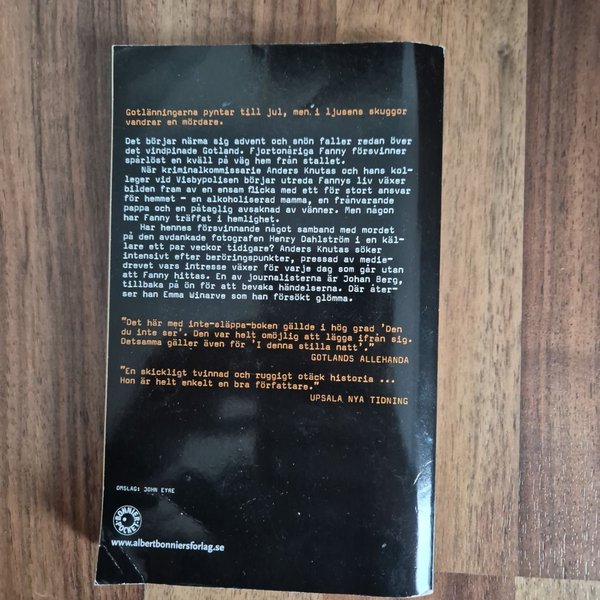 Gotlänningarna pyntar till jul, men i ljusens skuggor
vandrar en mördare.
Det börjar närma sig advent och snön faller redan över
det vindpinade Gotland. Fjortonåriga Fanny försvinner
spårlöst en kväll på väg hem från stallet.
När kriminalkommissarie Anders Knutas och hans kol-
leger vid Visbypolisen börjar utreda Fannys liv växer
bilden fram av en ensam flicka med ett för stort ansvar
för hemmet – en alkoholiserad mamma, en frånvarande
pappa och en påtaglig avsaknad av vänner. Men någon
har Fanny träffat i hemlighet.
Har hennes försvinnande något samband med mordet
på den avdankade fotografen Henry Dahlström i en käl-
lare ett par veckor tidigare? Anders Knutas söker
intensivt efter beröringspunkter, pressad av medie-
drevet vars intresse växer för varje dag som går utan
att Fanny hittas. En av journalisterna är Johan Berg,
tillbaka på ön för att bevaka händelserna. Där åter-
ser han Emma Winarve som han försökt glömma.
"Det här med inte-släppa-boken gällde i hög grad 'Den
du inte ser'. Den var helt omöjlig att lägga ifrån sig.
Detsamma gäller även för 'I denna stilla natt'."
GOTLANDS ALLEHANDA
"En skickligt tvinnad och ruggigt otäck historia ...
Hon är helt enkelt en bra författare."
UPSALA NYA TIDNING
OMSLAG: JOHN EYRE
BONNIER
POCKET
www.albertbonniersforlag.se